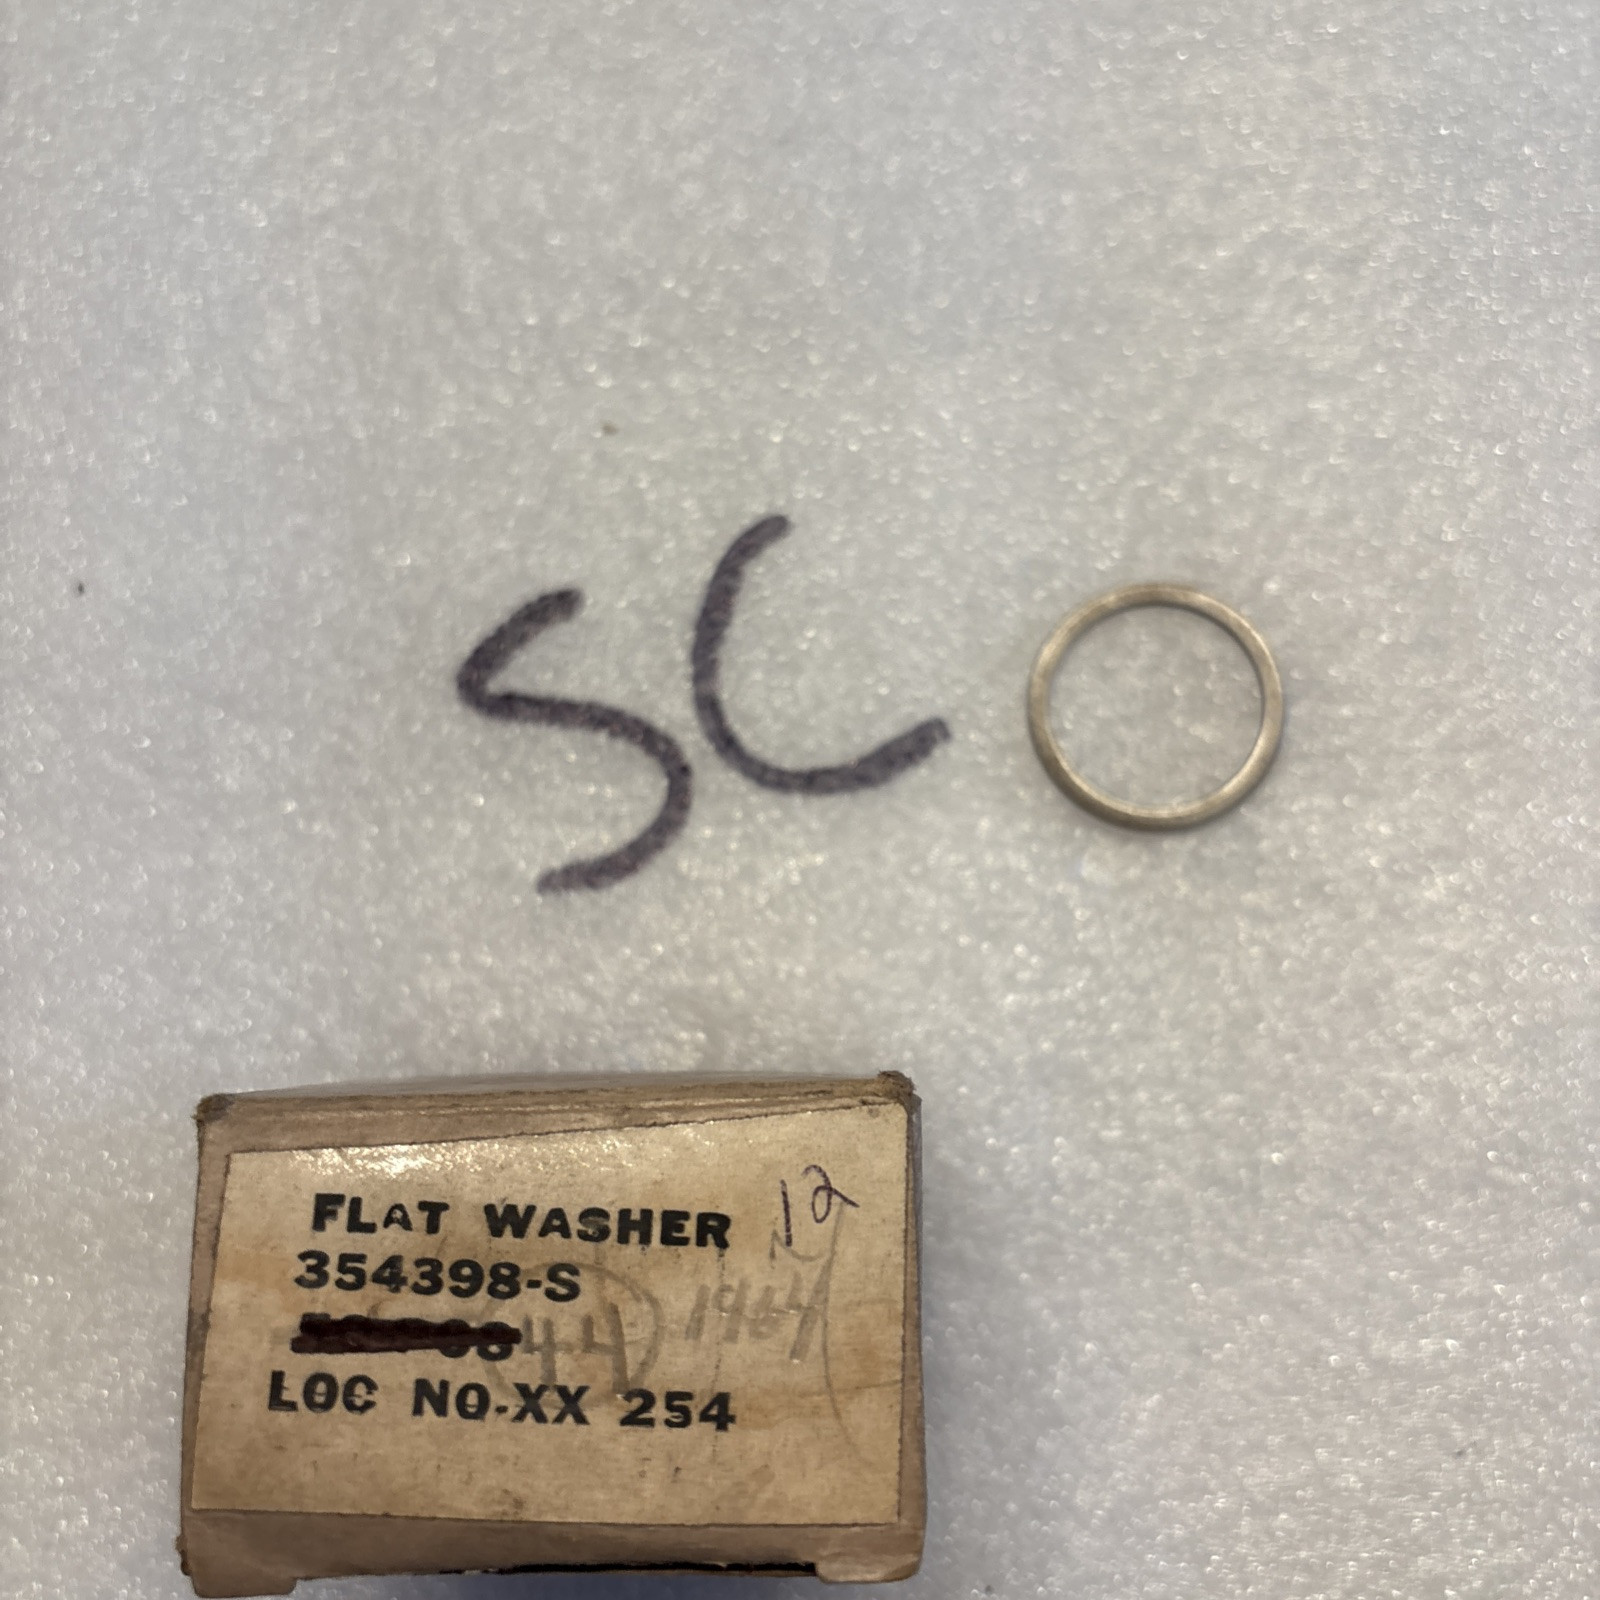 SC
FLAT WASHER
12
354398-S
44 1964
LOC NO.XX 254